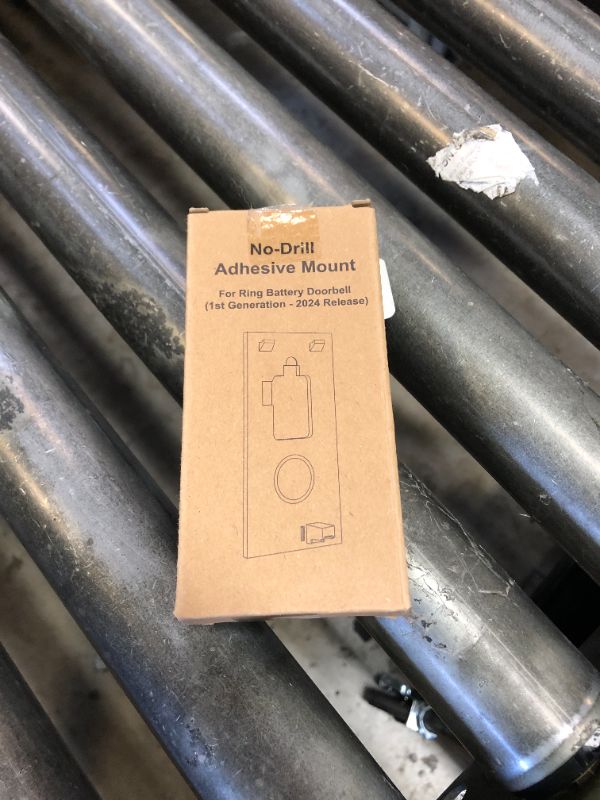 No-Drill
Adhesive Mount
For Ring Battery Doorbell
(1st Generation - 2024 Release)